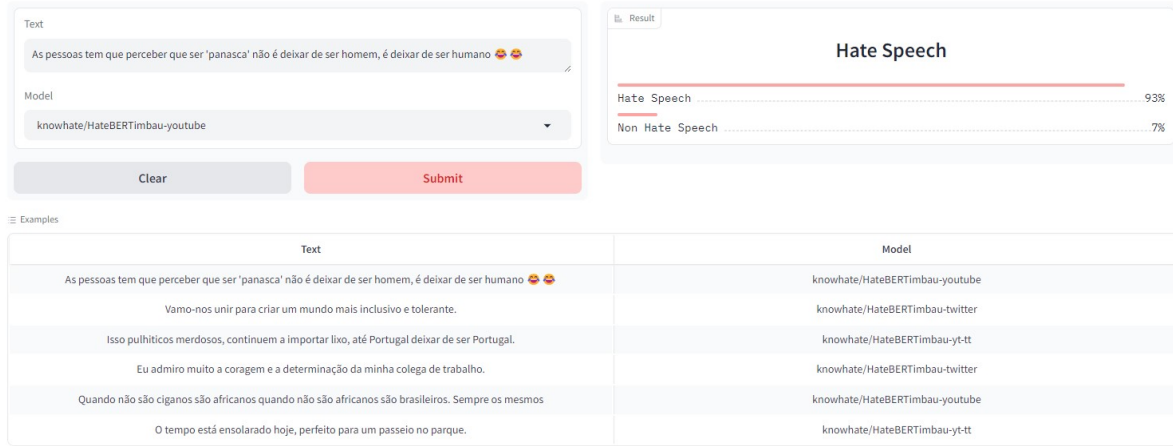 Text
As pessoas tem que perceber que ser 'panasca' não é deixar de ser homem, é deixar de ser humano 😂 😂
Model
knowhate/HateBERTimbau-youtube
Clear
Submit
Result
Hate Speech
Hate Speech 93%
Non Hate Speech 7%
Examples
Text Model
As pessoas tem que perceber que ser 'panasca' não é deixar de ser homem, é deixar de ser humano 😂 😂 knowhate/HateBERTimbau-youtube
Vamo-nos unir para criar um mundo mais inclusivo e tolerante. knowhate/HateBERTimbau-twitter
Isso pulhiticos merdosos, continuem a importar lixo, até Portugal deixar de ser Portugal. knowhate/HateBERTimbau-yt-tt
Eu admiro muito a coragem e a determinação da minha colega de trabalho. knowhate/HateBERTimbau-twitter
Quando não são ciganos são africanos quando não são africanos são brasileiros. Sempre os mesmos knowhate/HateBERTimbau-youtube
O tempo está ensolarado hoje, perfeito para um passeio no parque. knowhate/HateBERTimbau-yt-tt